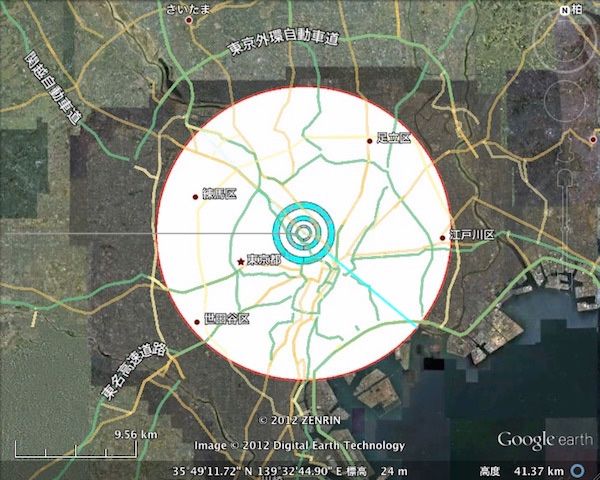 さいたま
N
柏
東京外環自動車道
関越自動車道
足立区
練馬区
江戸川区
東京都
世田谷区
東名高速道路
© 2012 ZENRIN
9.56 km
Image © 2012 Digital Earth Technology
Google earth
35°49'11.72" N 139°32'44.90" E 標高 24 m
高度 41.37 km